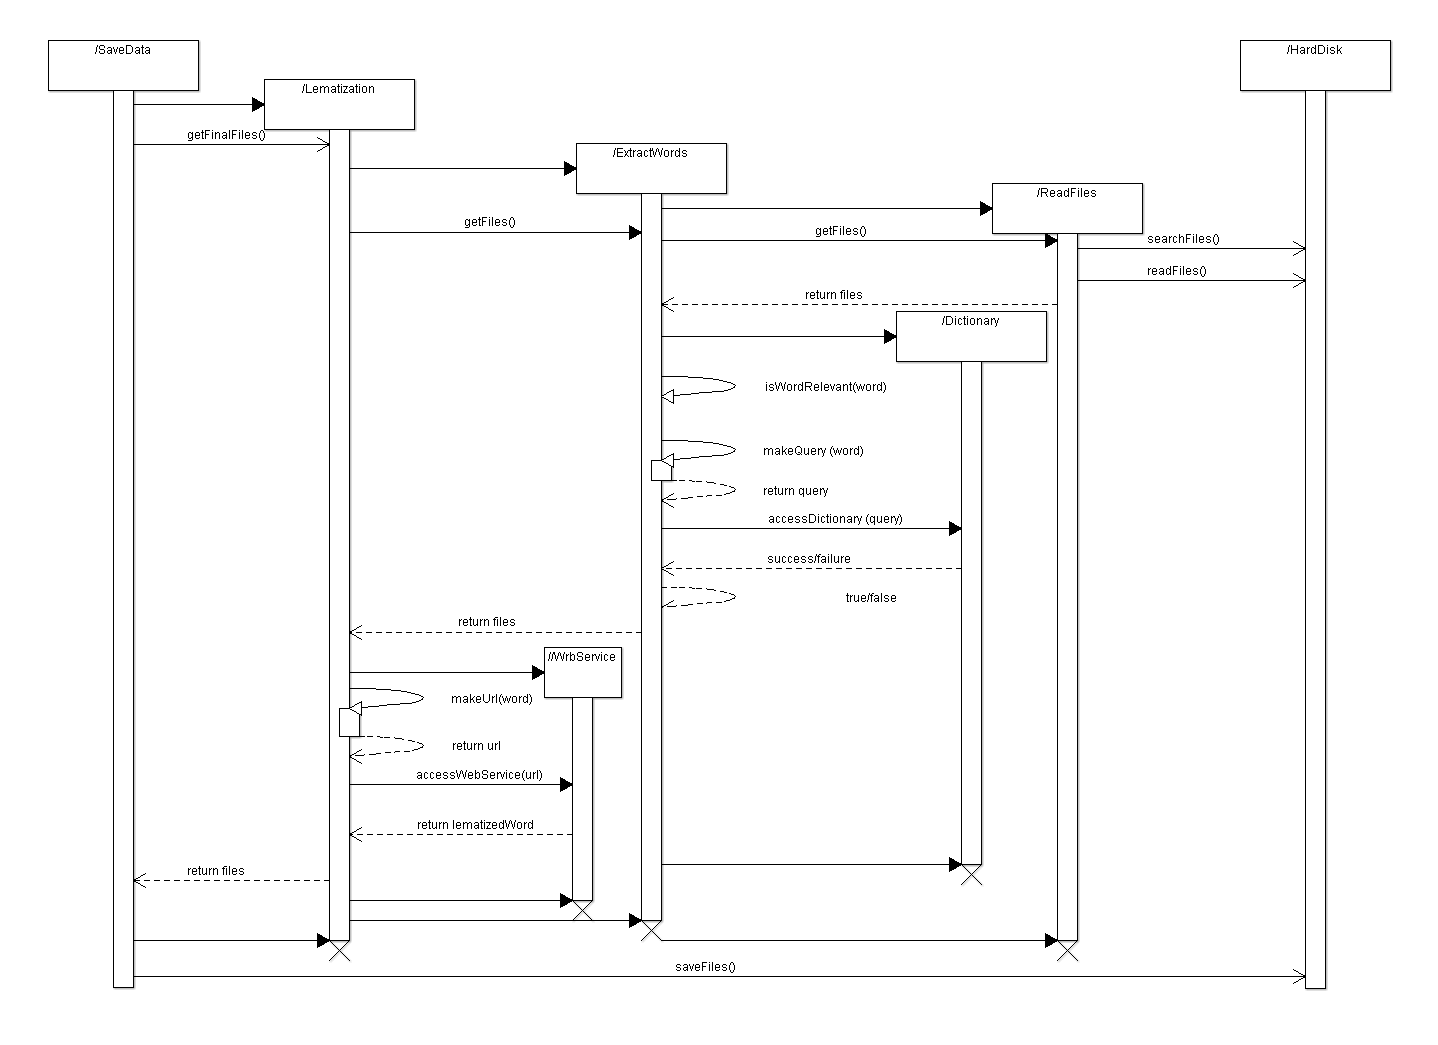 /SaveData
/HardDisk
/Lematization
getFinalFiles()
/ExtractWords
/ReadFiles
getFiles()
getFiles()
searchFiles()
readFiles()
return files
/Dictionary
isWordRelevant(word)
makeQuery (word)
return query
accessDictionary (query)
success/failure
true/false
return files
//WrbService
makeUrl(word)
return url
accessWebService(url)
return lematizedWord
return files
saveFiles()